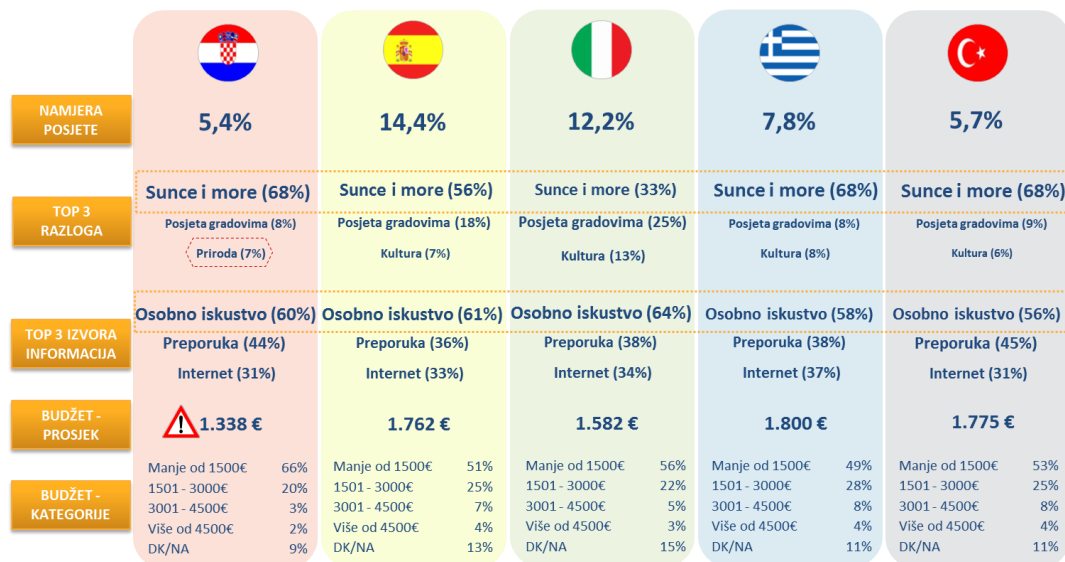 NAMJERA
POSJETE
5,4%
14,4%
12,2%
7,8%
5,7%
TOP 3
RAZLOGA
Sunce i more (68%)
Sunce i more (56%)
Sunce i more (33%)
Sunce i more (68%)
Sunce i more (68%)
Posjeta gradovima (8%)
Posjeta gradovima (18%)
Posjeta gradovima (25%)
Posjeta gradovima (8%)
Posjeta gradovima (9%)
Priroda (7%)
Kultura (7%)
Kultura (13%)
Kultura (8%)
Kultura (6%)
TOP 3 IZVORA
INFORMACIJA
Osobno iskustvo (60%)
Osobno iskustvo (61%)
Osobno iskustvo (64%)
Osobno iskustvo (58%)
Osobno iskustvo (56%)
Preporuka (44%)
Preporuka (36%)
Preporuka (38%)
Preporuka (38%)
Preporuka (45%)
Internet (31%)
Internet (33%)
Internet (34%)
Internet (37%)
Internet (31%)
BUDŽET -
PROSJEK
1.338 €
1.762 €
1.582 €
1.800 €
1.775 €
BUDŽET -
KATEGORIJE
Manje od 1500€ 66%
1501 - 3000€ 20%
3001 - 4500€ 3%
Više od 4500€ 2%
DK/NA 9%
Manje od 1500€ 51%
1501 - 3000€ 25%
3001 - 4500€ 7%
Više od 4500€ 4%
DK/NA 13%
Manje od 1500€ 56%
1501 - 3000€ 22%
3001 - 4500€ 5%
Više od 4500€ 3%
DK/NA 15%
Manje od 1500€ 49%
1501 - 3000€ 28%
3001 - 4500€ 8%
Više od 4500€ 4%
DK/NA 11%
Manje od 1500€ 53%
1501 - 3000€ 25%
3001 - 4500€ 8%
Više od 4500€ 4%
DK/NA 11%